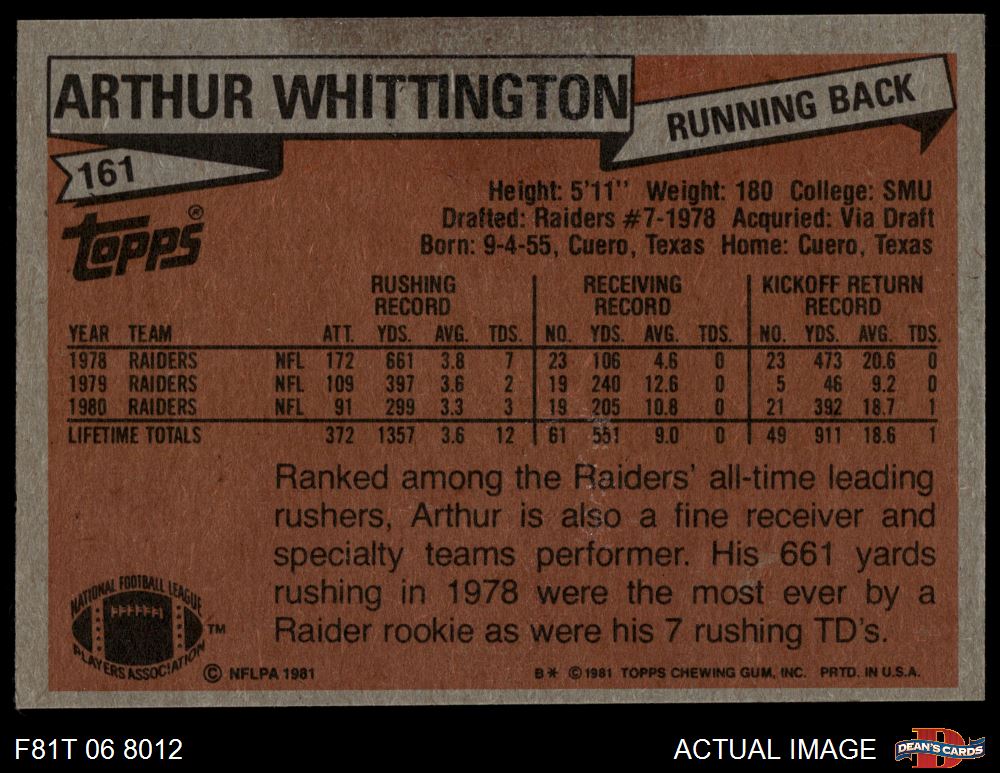 ARTHUR WHITTINGTON
RUNNING BACK
161
Topps®
Height: 5'11'' Weight: 180 College: SMU
Drafted: Raiders #7-1978 Acquried: Via Draft
Born: 9-4-55, Cuero, Texas Home: Cuero, Texas
RUSHING RECORD RECEIVING RECORD KICKOFF RETURN RECORD
YEAR TEAM ATT. YDS. AVG. TDS. NO. YDS. AVG. TDS. NO. YDS. AVG. TDS.
1978 RAIDERS NFL 172 661 3.8 7 23 106 4.6 0 23 473 20.6 0
1979 RAIDERS NFL 109 397 3.6 2 19 240 12.6 0 5 46 9.2 0
1980 RAIDERS NFL 91 299 3.3 3 19 205 10.8 0 21 392 18.7 1
LIFETIME TOTALS 372 1357 3.6 12 61 551 9.0 0 49 911 18.6 1
Ranked among the Raiders' all-time leading
rushers, Arthur is also a fine receiver and
specialty teams performer. His 661 yards
rushing in 1978 were the most ever by a
Raider rookie as were his 7 rushing TD's.
NATIONAL FOOTBALL LEAGUE
PLAYERS ASSOCIATION
TM
© NFLPA 1981
B* © 1981 TOPPS CHEWING GUM, INC. PRTD. IN U.S.A.
F81T 06 8012
ACTUAL IMAGE
D
DEAN'S CARDS